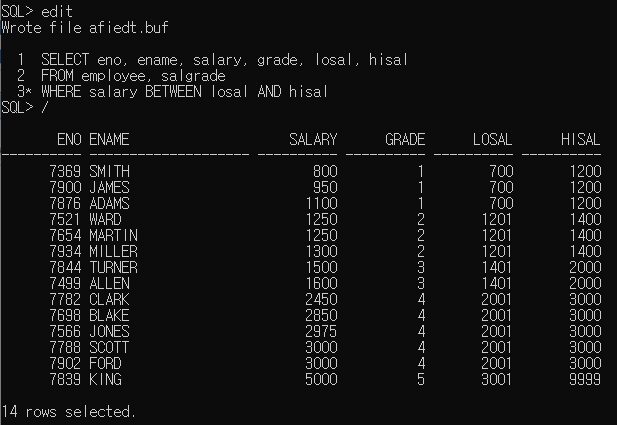 SQL> edit
Wrote file afiedt.buf
1 SELECT eno, ename, salary, grade, losal, hisal
2 FROM employee, salgrade
3* WHERE salary BETWEEN losal AND hisal
SQL> /
ENO ENAME SALARY GRADE LOSAL HISAL
---------- -------------------- ---------- ---------- ---------- ----------
7369 SMITH 800 1 700 1200
7900 JAMES 950 1 700 1200
7876 ADAMS 1100 1 700 1200
7521 WARD 1250 2 1201 1400
7654 MARTIN 1250 2 1201 1400
7934 MILLER 1300 2 1201 1400
7844 TURNER 1500 3 1401 2000
7499 ALLEN 1600 3 1401 2000
7782 CLARK 2450 4 2001 3000
7698 BLAKE 2850 4 2001 3000
7566 JONES 2975 4 2001 3000
7788 SCOTT 3000 4 2001 3000
7902 FORD 3000 4 2001 3000
7839 KING 5000 5 3001 9999
14 rows selected.